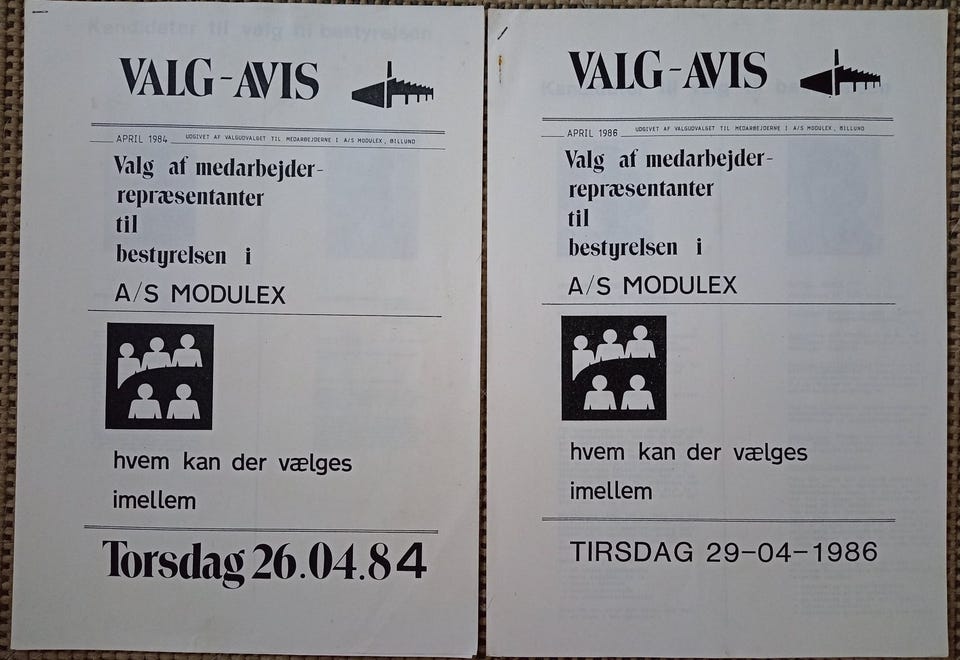 VALG-AVIS
APRIL 1984 UDGIVET AF VALGUDVALGET TIL MEDARBEJDERNE I A/S MODULEX, BILLUND
Valg af medarbejder-
repræsentanter
til
bestyrelsen i
A/S MODULEX
hvem kan der vælges
imellem
Torsdag 26.04.84
VALG-AVIS
APRIL 1986 UDGIVET AF VALGUDVALGET TIL MEDARBEJDERNE I A/S MODULEX, BILLUND
Valg af medarbejder-
repræsentanter
til
bestyrelsen i
A/S MODULEX
hvem kan der vælges
imellem
TIRSDAG 29-04-1986